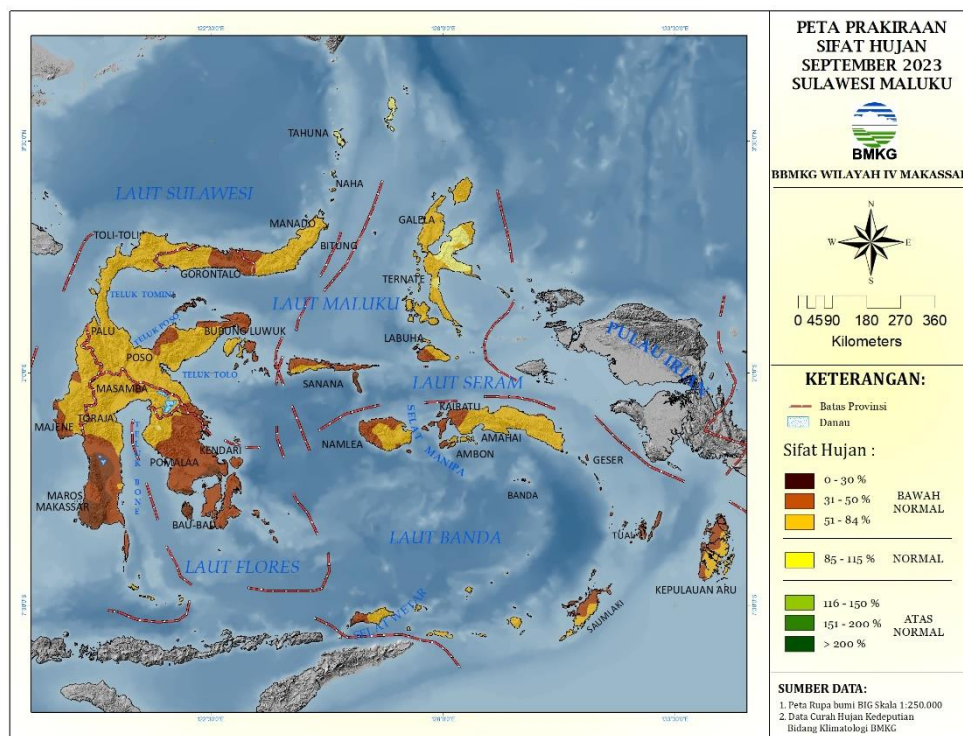 PETA PRAKIRAAN
SIFAT HUJAN
SEPTEMBER 2023
SULAWESI MALUKU
BMKG
BBMKG WILAYAH IV MAKASSAR
N
W E
S
0 45 90 180 270 360
Kilometers
KETERANGAN:
Batas Provinsi
Danau
Sifat Hujan :
0 - 30 %
31 - 50 %
51 - 84 %
BAWAH
NORMAL
85 - 115 %
NORMAL
116 - 150 %
151 - 200 %
> 200 %
ATAS
NORMAL
SUMBER DATA:
1. Peta Rupa bumi BIG Skala 1:250.000
2. Data Curah Hujan Kedeputian
Bidang Klimatologi BMKG
TAHUNA
NAHA
LAUT SULAWESI
MANADO
BITUNG
GALELA
TOLI-TOLI
GORONTALO
TERNATE
TELUK TOMINI
LAUT MALUKU
PALU
TELUK POSO
BUBUNG LUWUK
LABUHA
PULAU IRIAN
POSO
TELUK TOLO
MASAMBA
SANANA
LAUT SERAM
TORAJA
KAIRATU
MAJENE
NAMLEA
SELAT MANIPA
AMAHAI
KENDARI
AMBON
POMALAA
GESER
TELUK BONE
MAROS
MAKASSAR
BANDA
BAU-BAU
LAUT BANDA
TUAL
LAUT FLORES
KEPULAUAN ARU
SELAT WETAR
SAUMLAKI